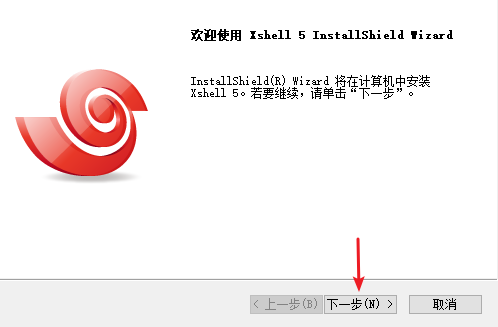 欢迎使用 Xshell 5 InstallShield Wizard
InstallShield(R) Wizard 将在计算机中安装
Xshell 5。若要继续，请单击“下一步”。
< 上一步(B)
下一步(N) >
取消